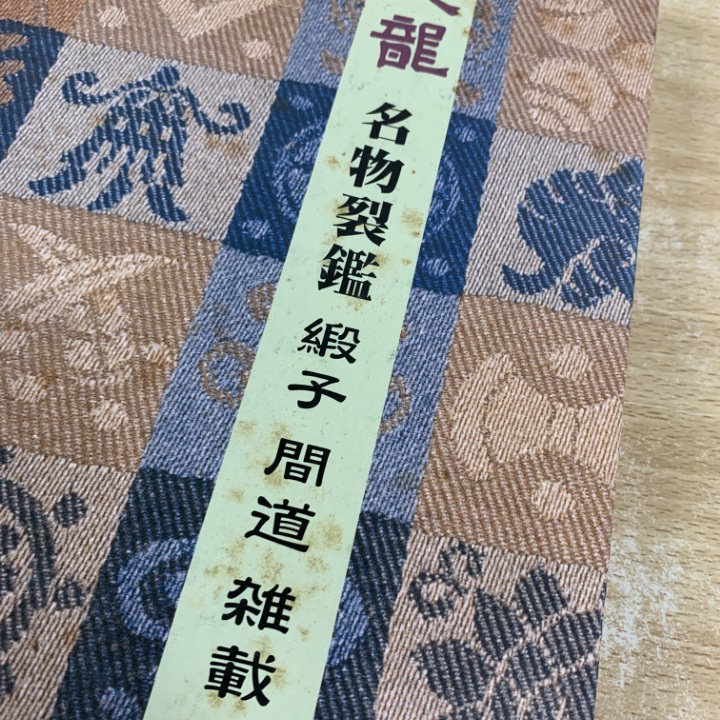 龍 名物裂鑑 緞子 間道 雑載